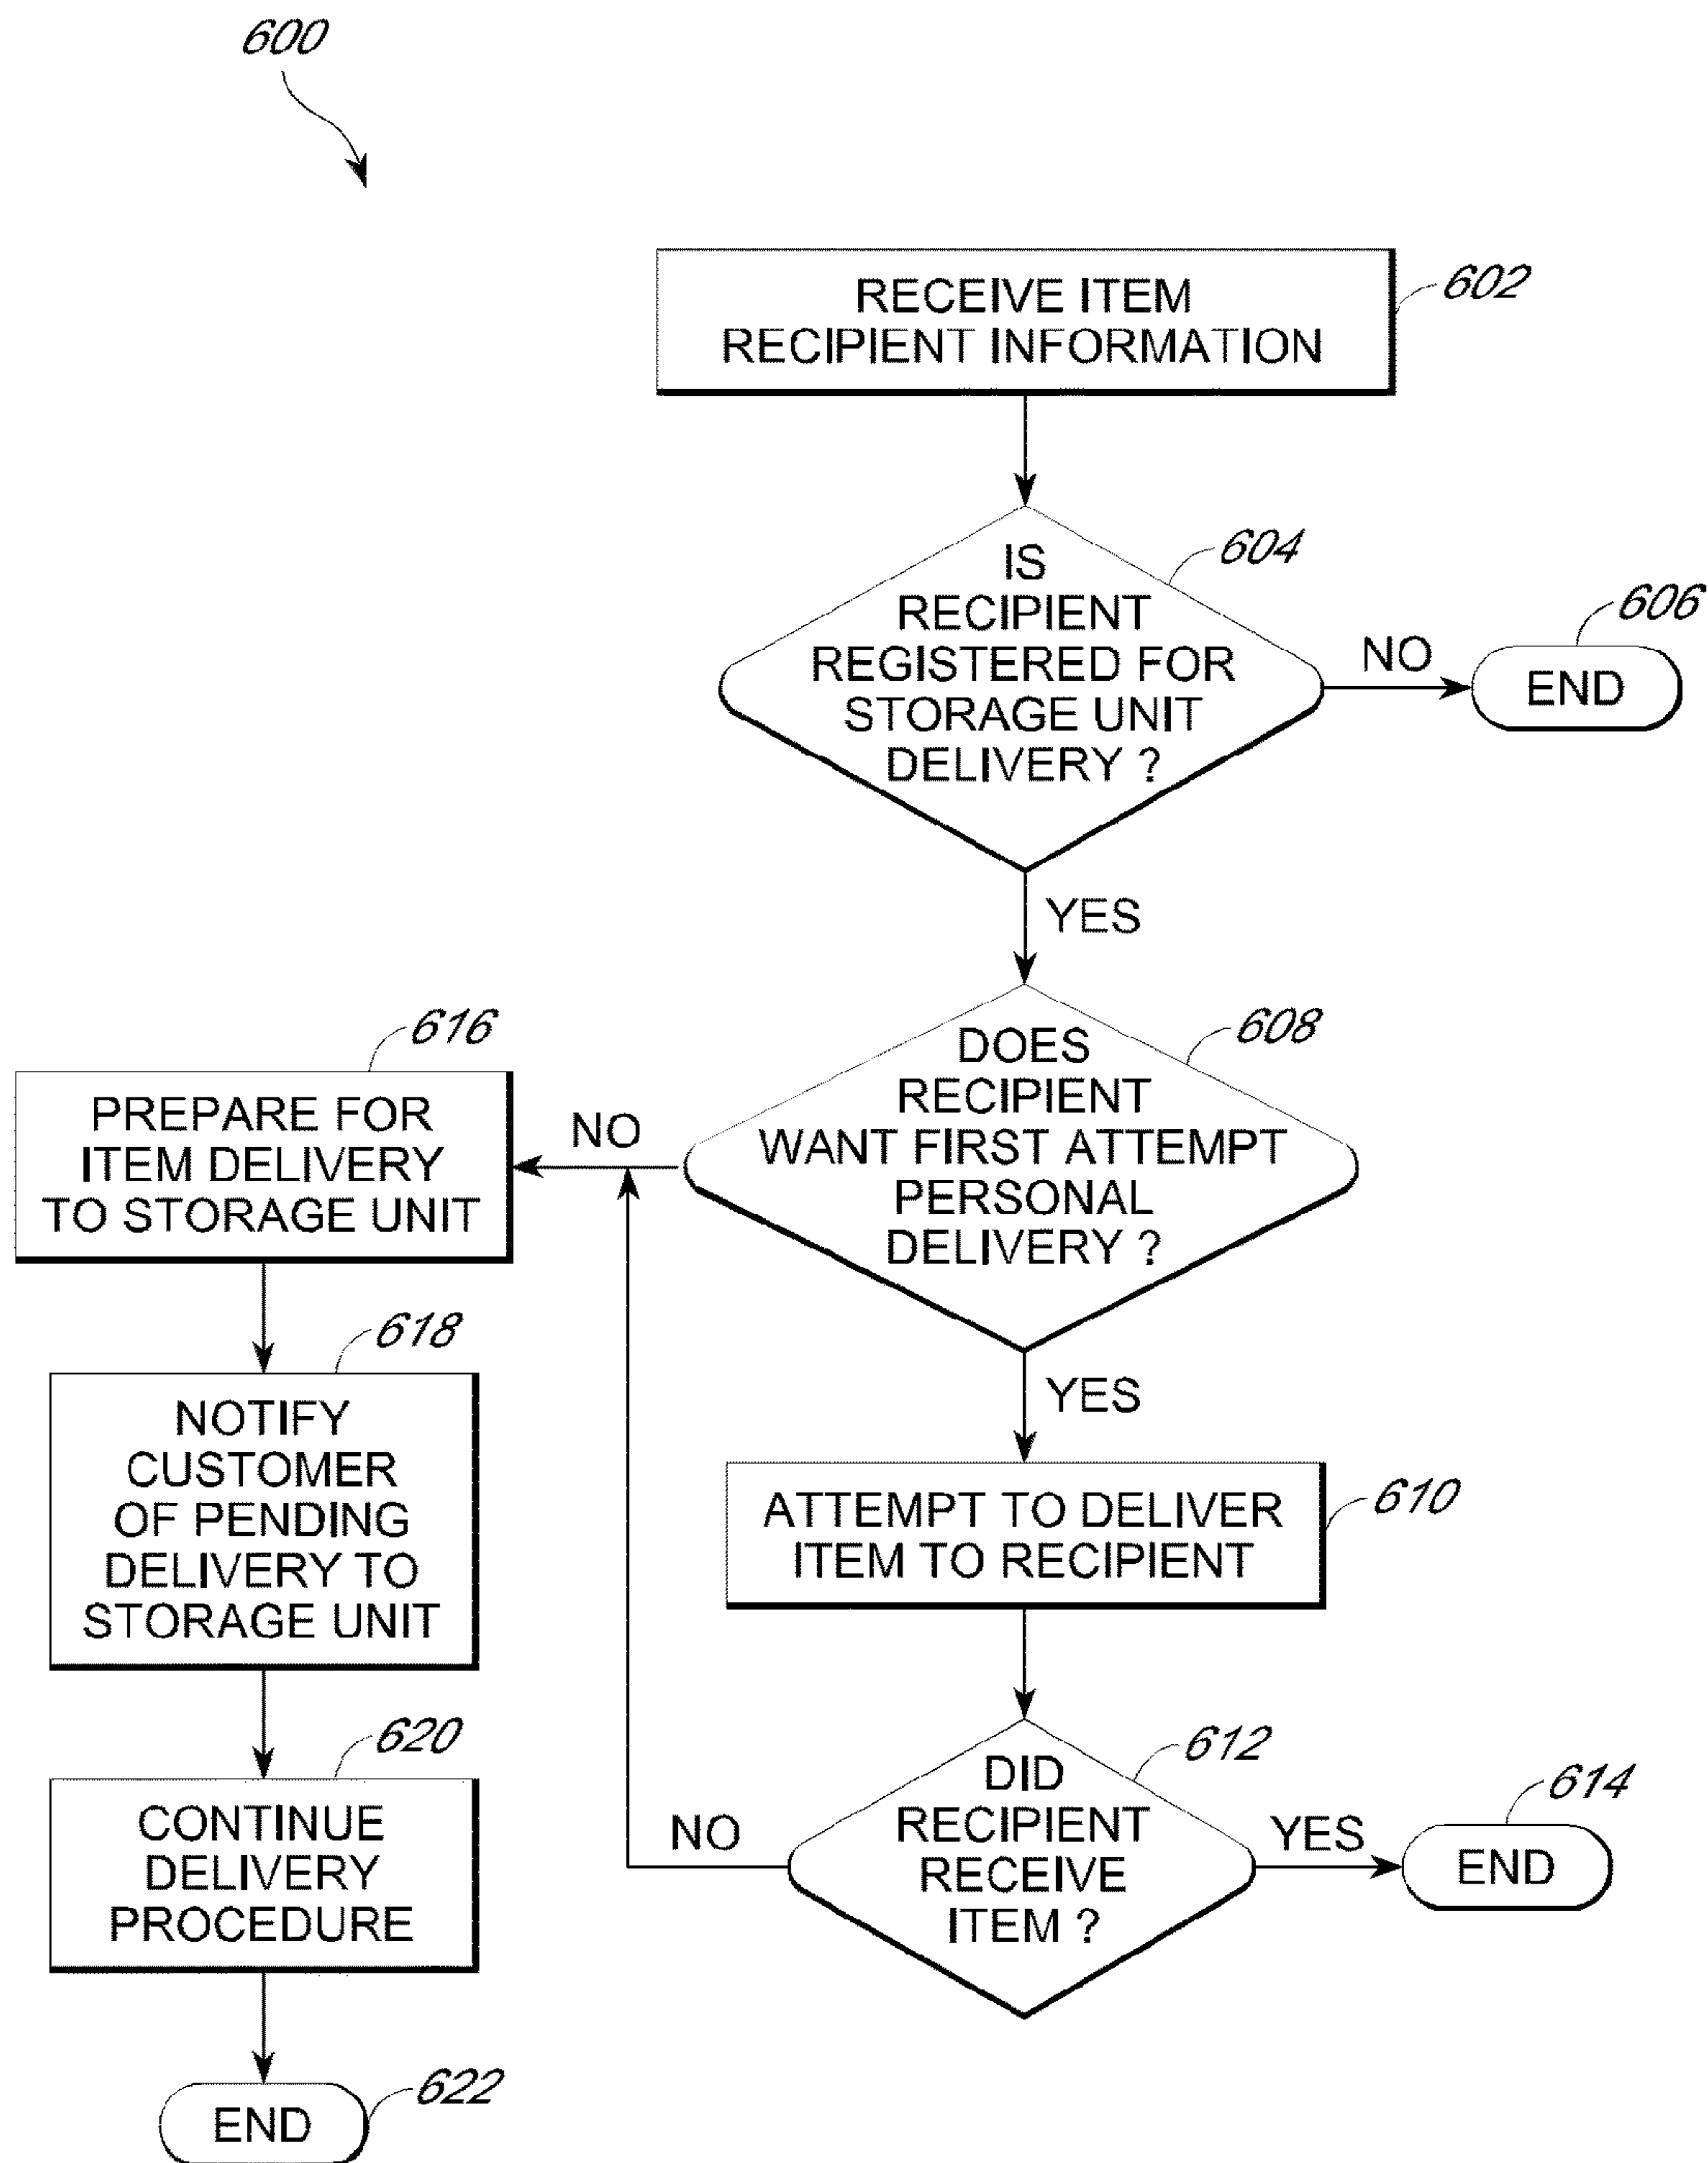 600
RECEIVE ITEM
RECIPIENT INFORMATION
602
IS
RECIPIENT
REGISTERED FOR
STORAGE UNIT
DELIVERY ?
604
NO
606
END
YES
DOES
RECIPIENT
WANT FIRST ATTEMPT
PERSONAL
DELIVERY ?
608
NO
616
PREPARE FOR
ITEM DELIVERY
TO STORAGE UNIT
618
NOTIFY
CUSTOMER
OF PENDING
DELIVERY TO
STORAGE UNIT
620
CONTINUE
DELIVERY
PROCEDURE
END
622
YES
ATTEMPT TO DELIVER
ITEM TO RECIPIENT
610
DID
RECIPIENT
RECEIVE
ITEM ?
612
NO
YES
614
END